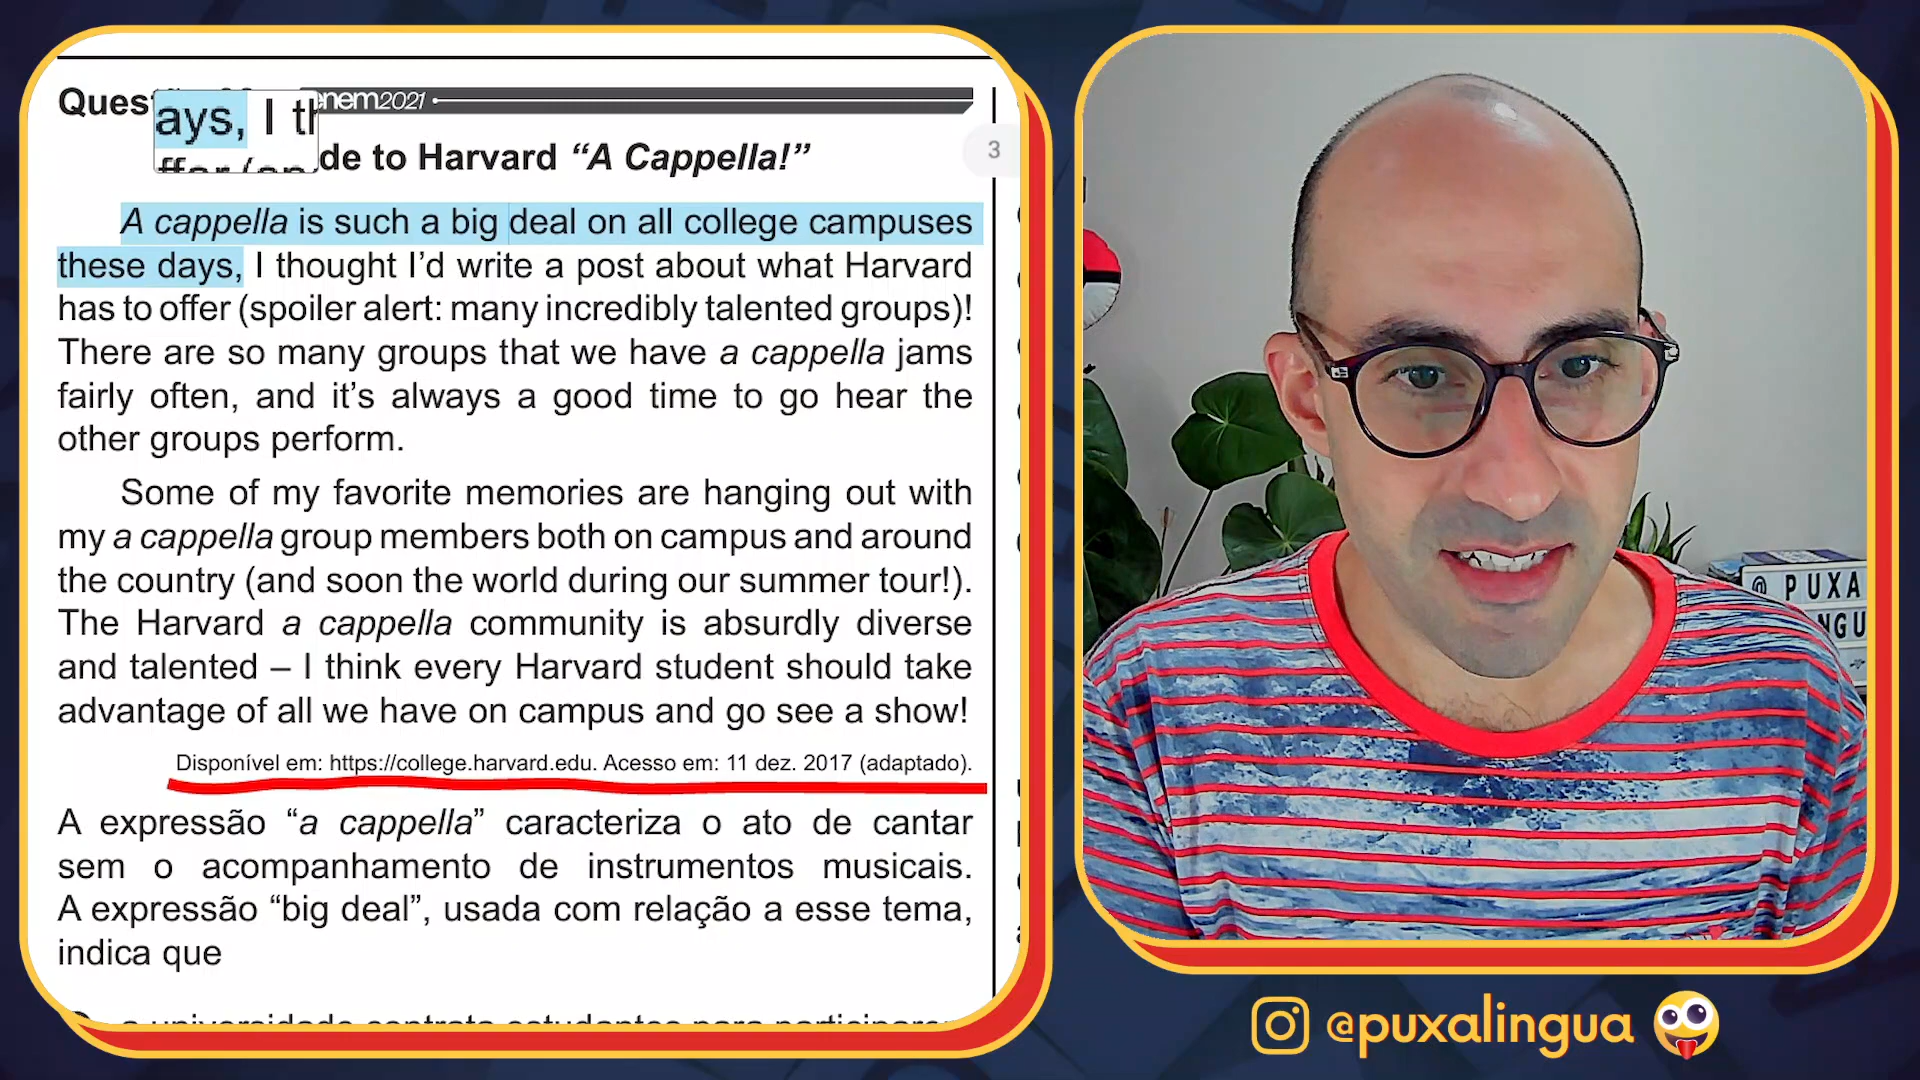 Ques
enem2021
ays, I th
de to Harvard “A Cappella!”
3
A cappella is such a big deal on all college campuses
these days, I thought I’d write a post about what Harvard
has to offer (spoiler alert: many incredibly talented groups)!
There are so many groups that we have a cappella jams
fairly often, and it’s always a good time to go hear the
other groups perform.
Some of my favorite memories are hanging out with
my a cappella group members both on campus and around
the country (and soon the world during our summer tour!).
The Harvard a cappella community is absurdly diverse
and talented – I think every Harvard student should take
advantage of all we have on campus and go see a show!
Disponível em: https://college.harvard.edu. Acesso em: 11 dez. 2017 (adaptado).
A expressão “a cappella” caracteriza o ato de cantar
sem o acompanhamento de instrumentos musicais.
A expressão “big deal”, usada com relação a esse tema,
indica que
a universidade contrata estudantes para participarem
@ PUXA
NGU
@puxalingua